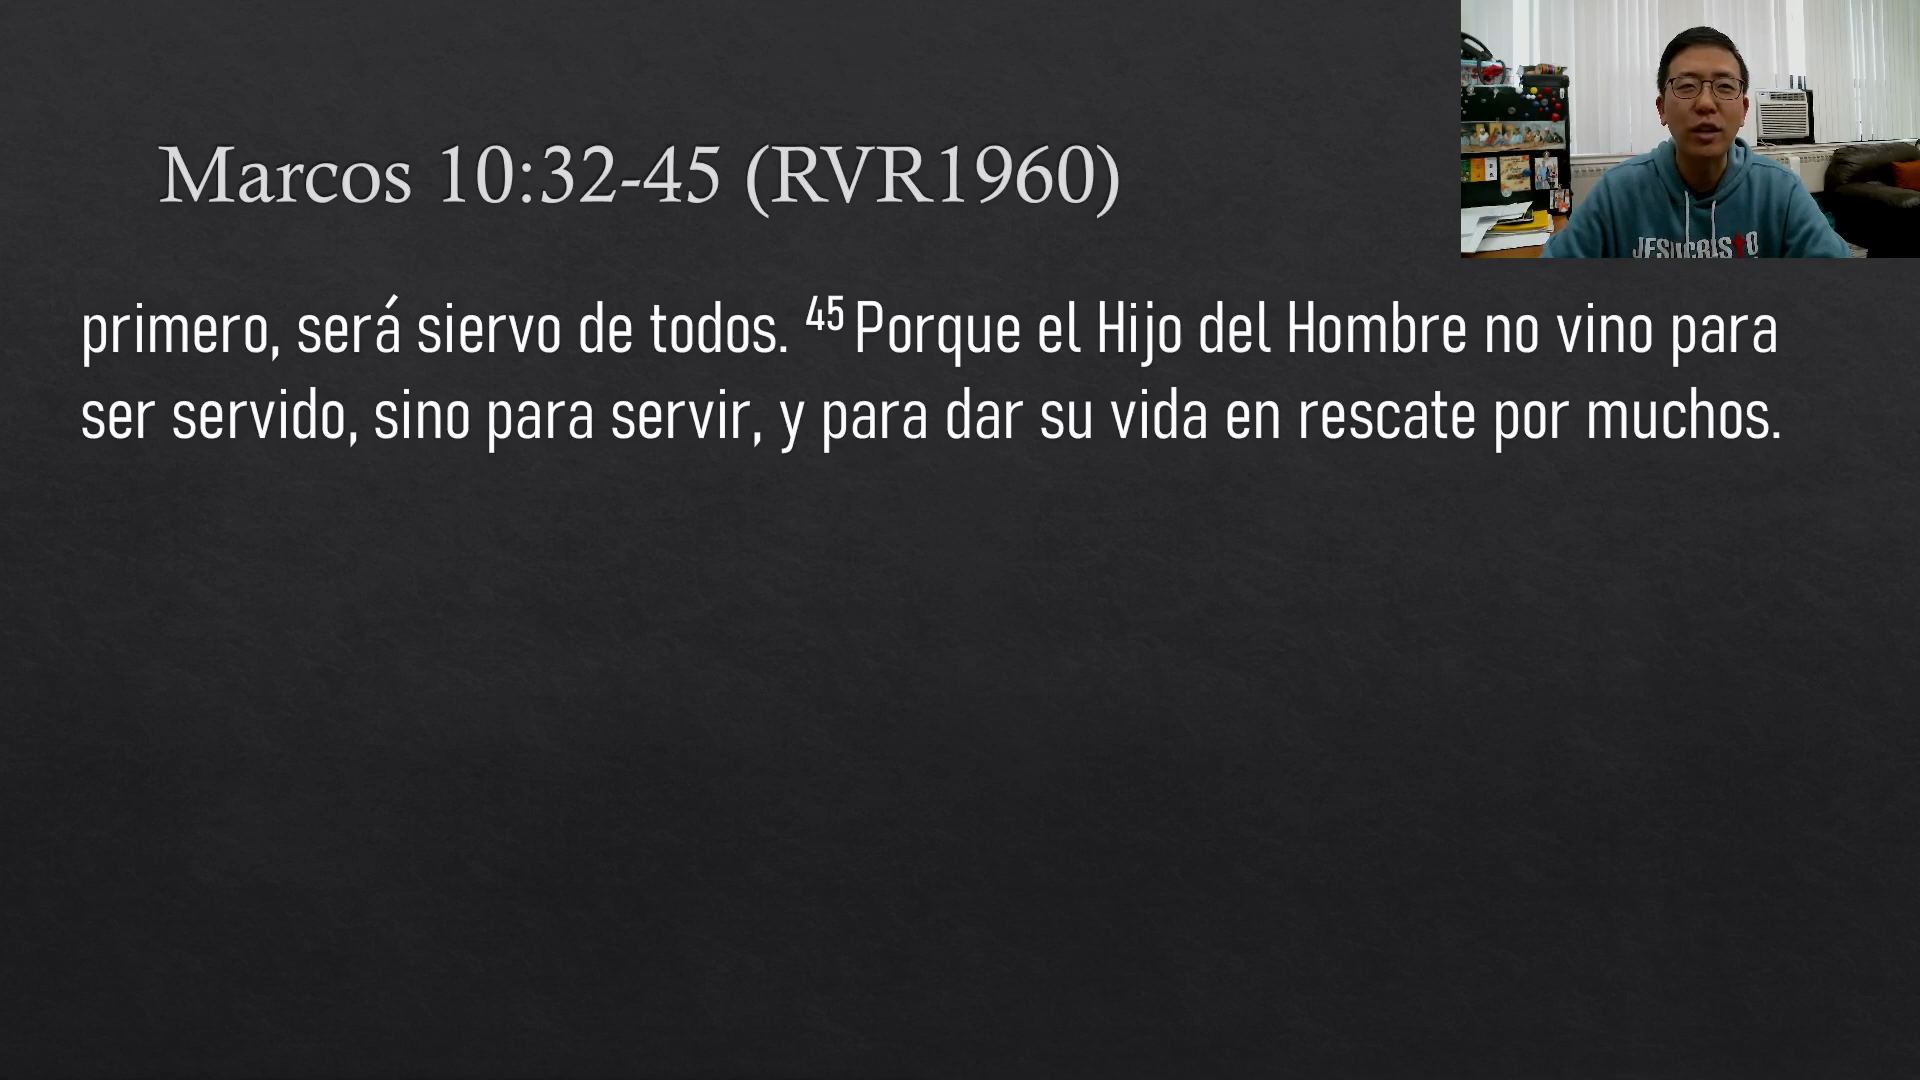 Marcos 10:32-45 (RVR1960)
primero, será siervo de todos. 45 Porque el Hijo del Hombre no vino para
ser servido, sino para servir, y para dar su vida en rescate por muchos.
JESUCRISTO